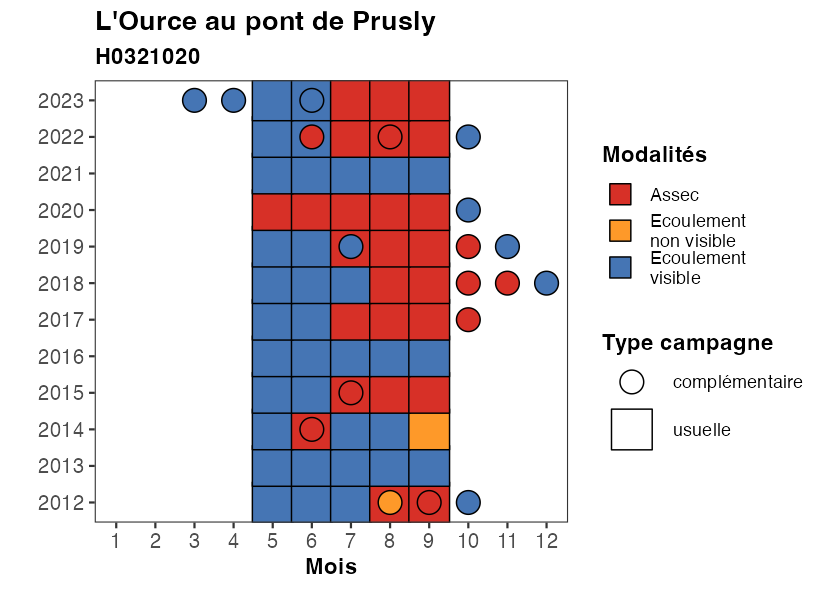 L'Ource au pont de Prusly
H0321020
2023
2022
2021
2020
2019
2018
2017
2016
2015
2014
2013
2012
1 2 3 4 5 6 7 8 9 10 11 12
Mois
Modalités
Assec
Ecoulement
non visible
Ecoulement
visible
Type campagne
complémentaire
usuelle